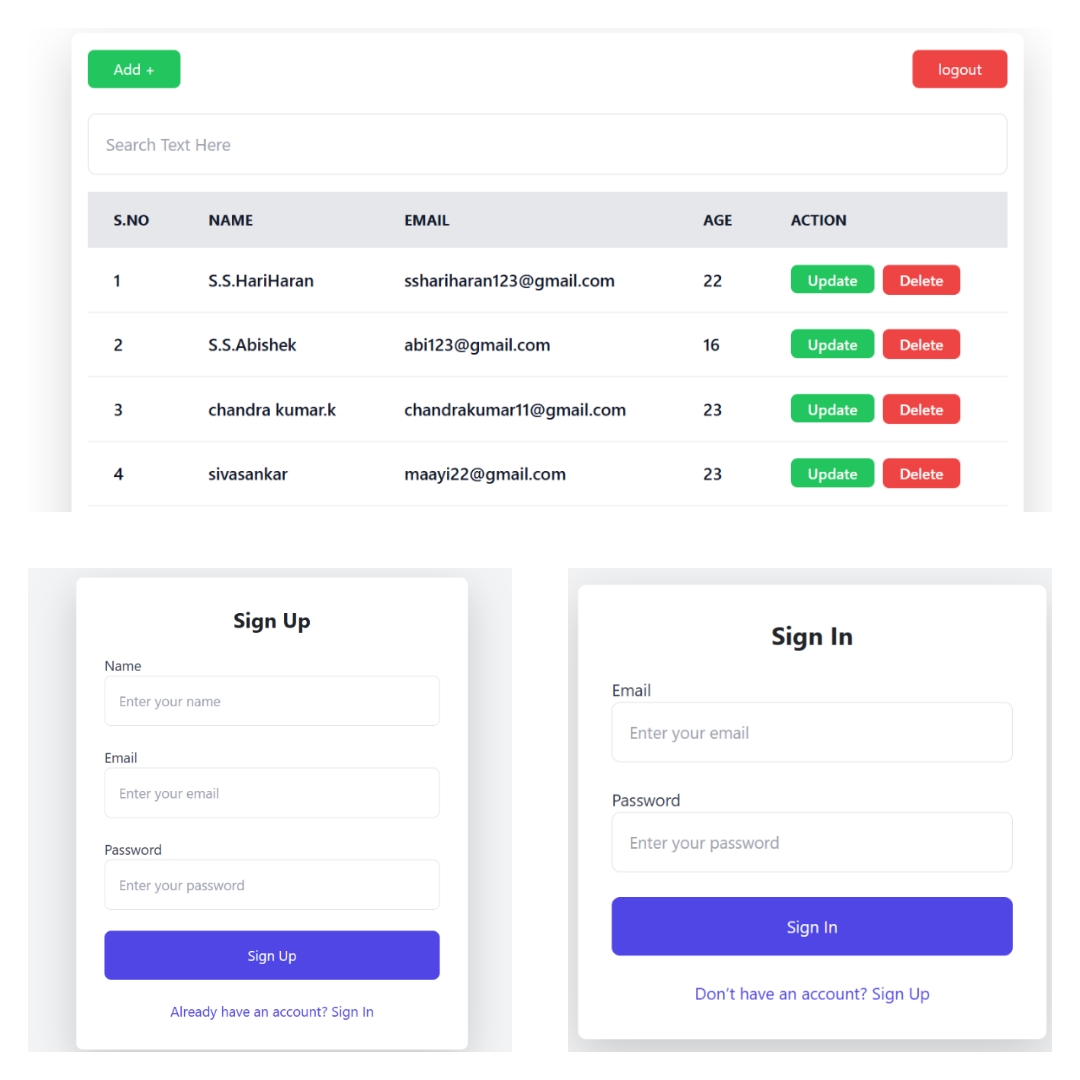 Add + logout
Search Text Here
S.NO NAME EMAIL AGE ACTION
1 S.S.HariHaran sshariharan123@gmail.com 22 Update Delete
2 S.S.Abishek abi123@gmail.com 16 Update Delete
3 chandra kumar.k chandrakumar11@gmail.com 23 Update Delete
4 sivasankar maayi22@gmail.com 23 Update Delete
Sign Up
Name
Enter your name
Email
Enter your email
Password
Enter your password
Sign Up
Already have an account? Sign In
Sign In
Email
Enter your email
Password
Enter your password
Sign In
Don't have an account? Sign Up